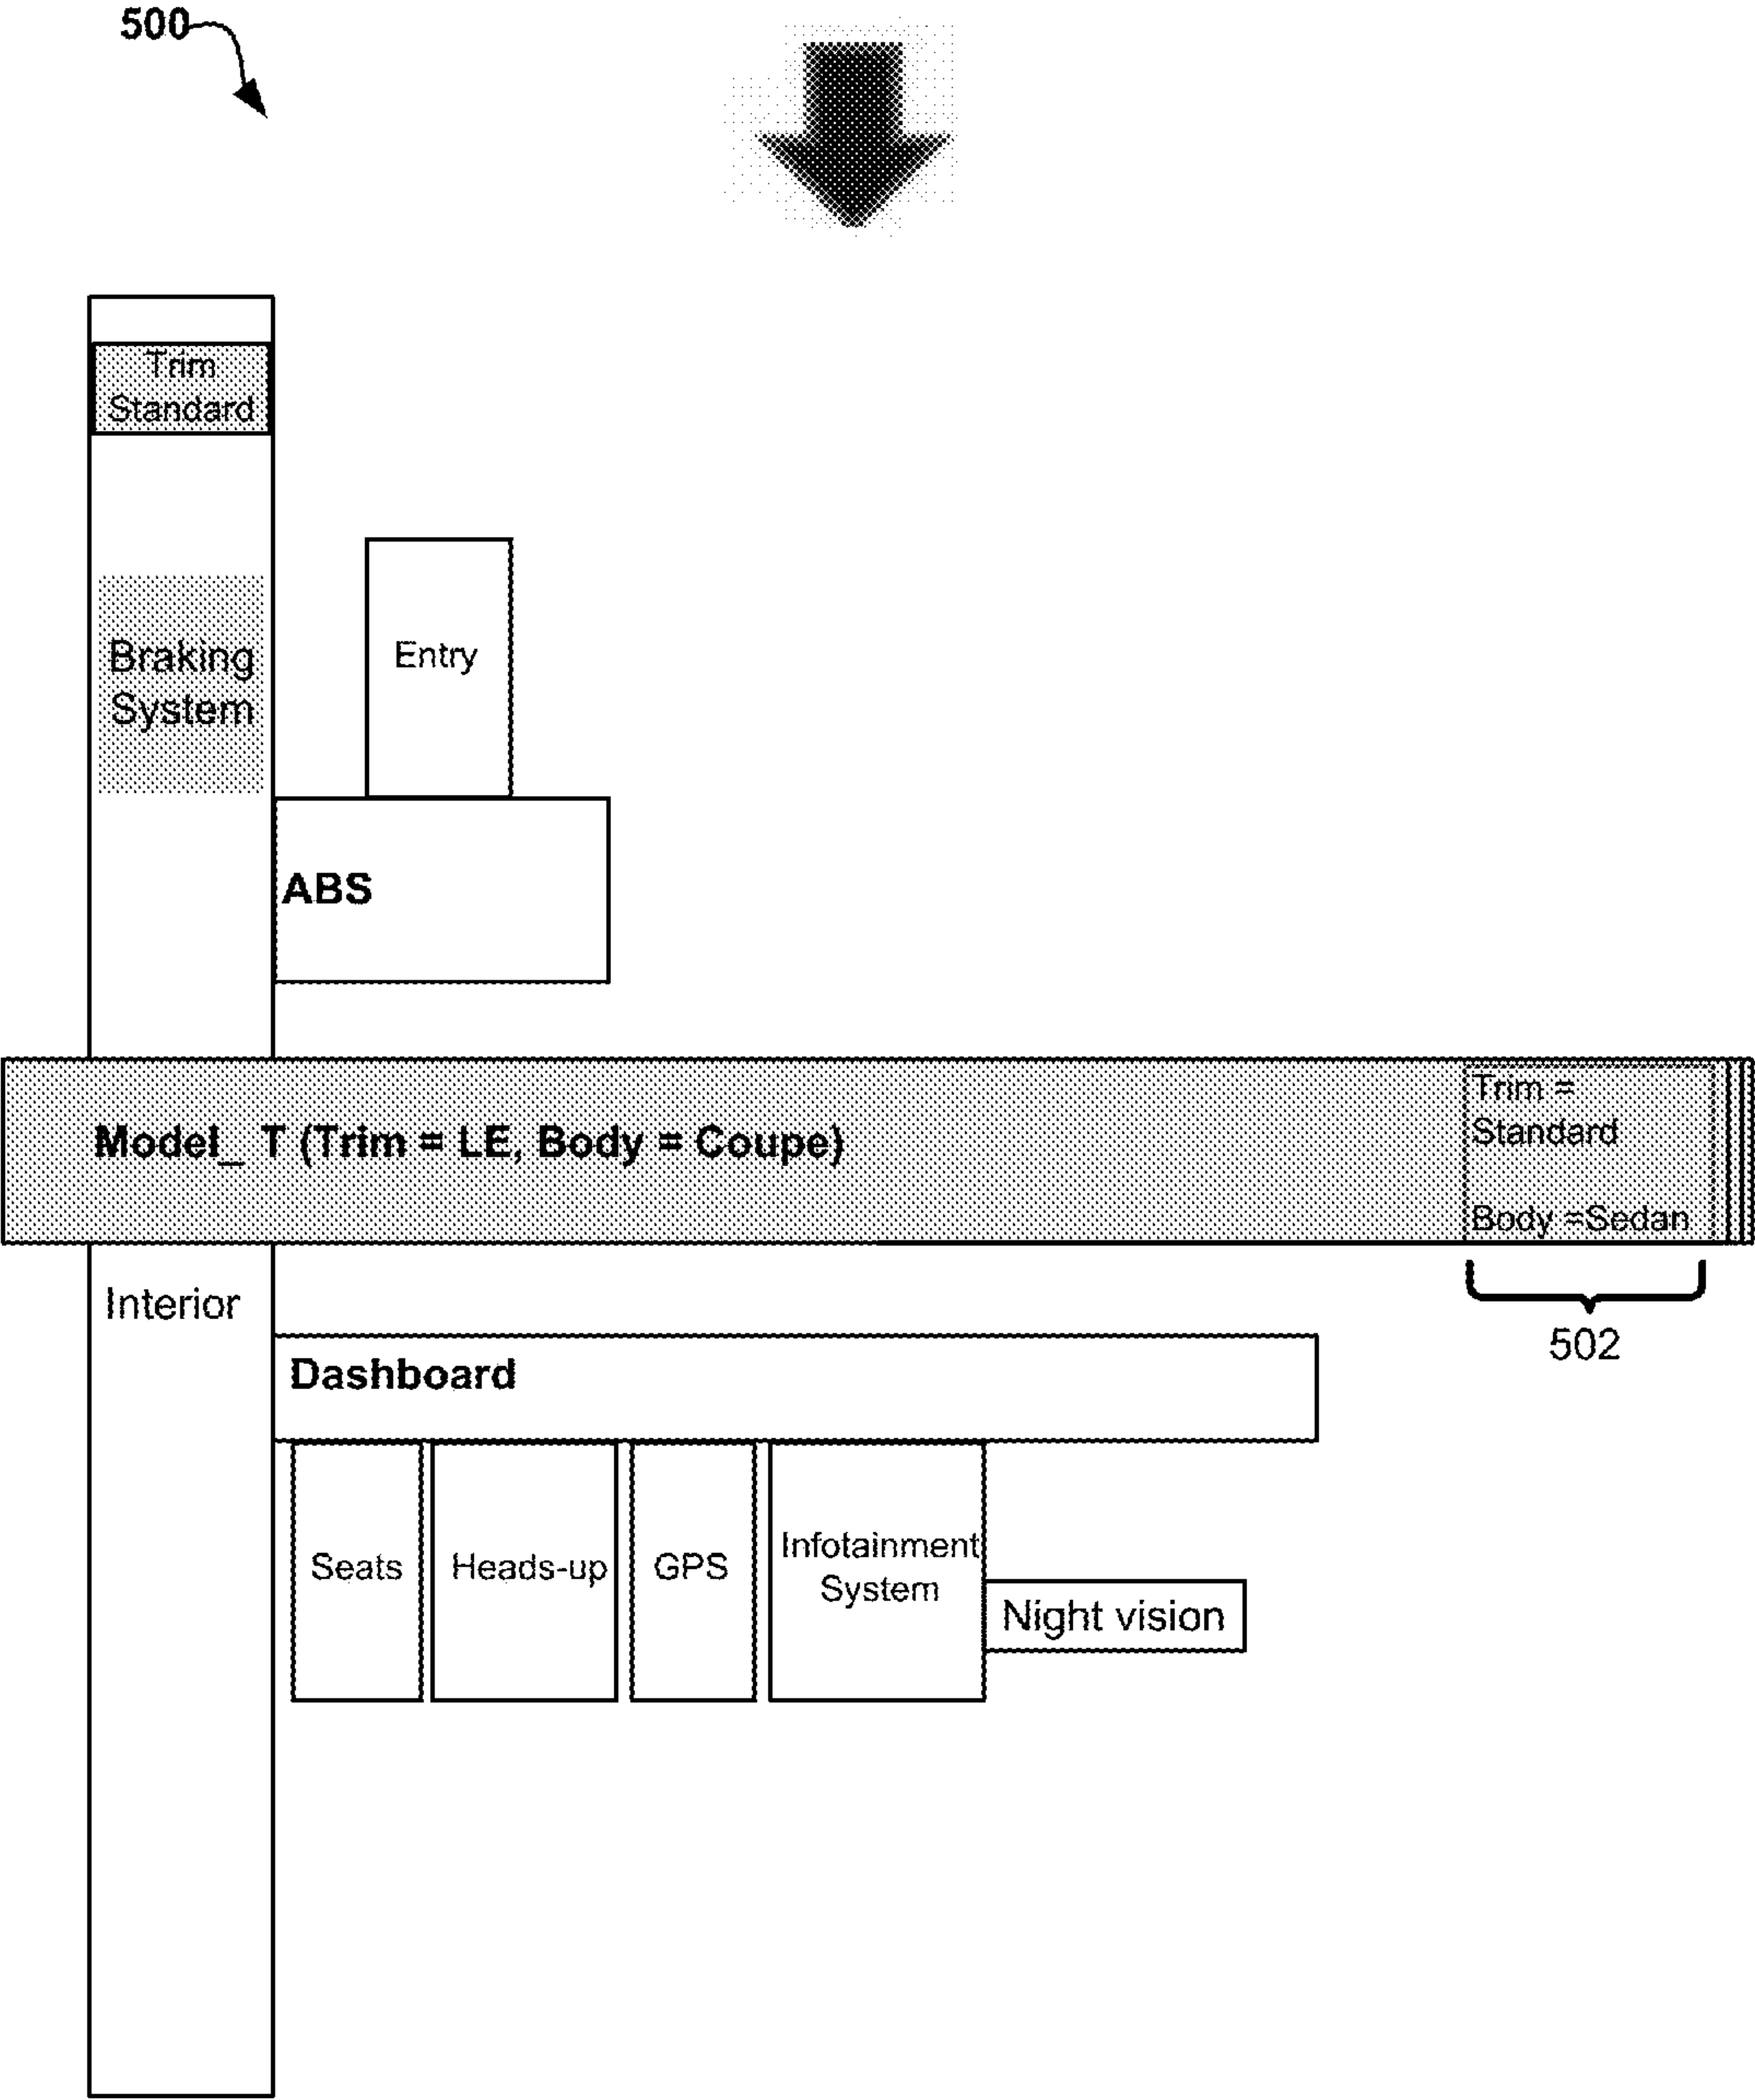 500
Trim
Standard
Braking
System
Entry
ABS
Model_ T (Trim = LE, Body = Coupe)
Trim =
Standard
Body =Sedan
502
Interior
Dashboard
Seats
Heads-up
GPS
Infotainment
System
Night vision